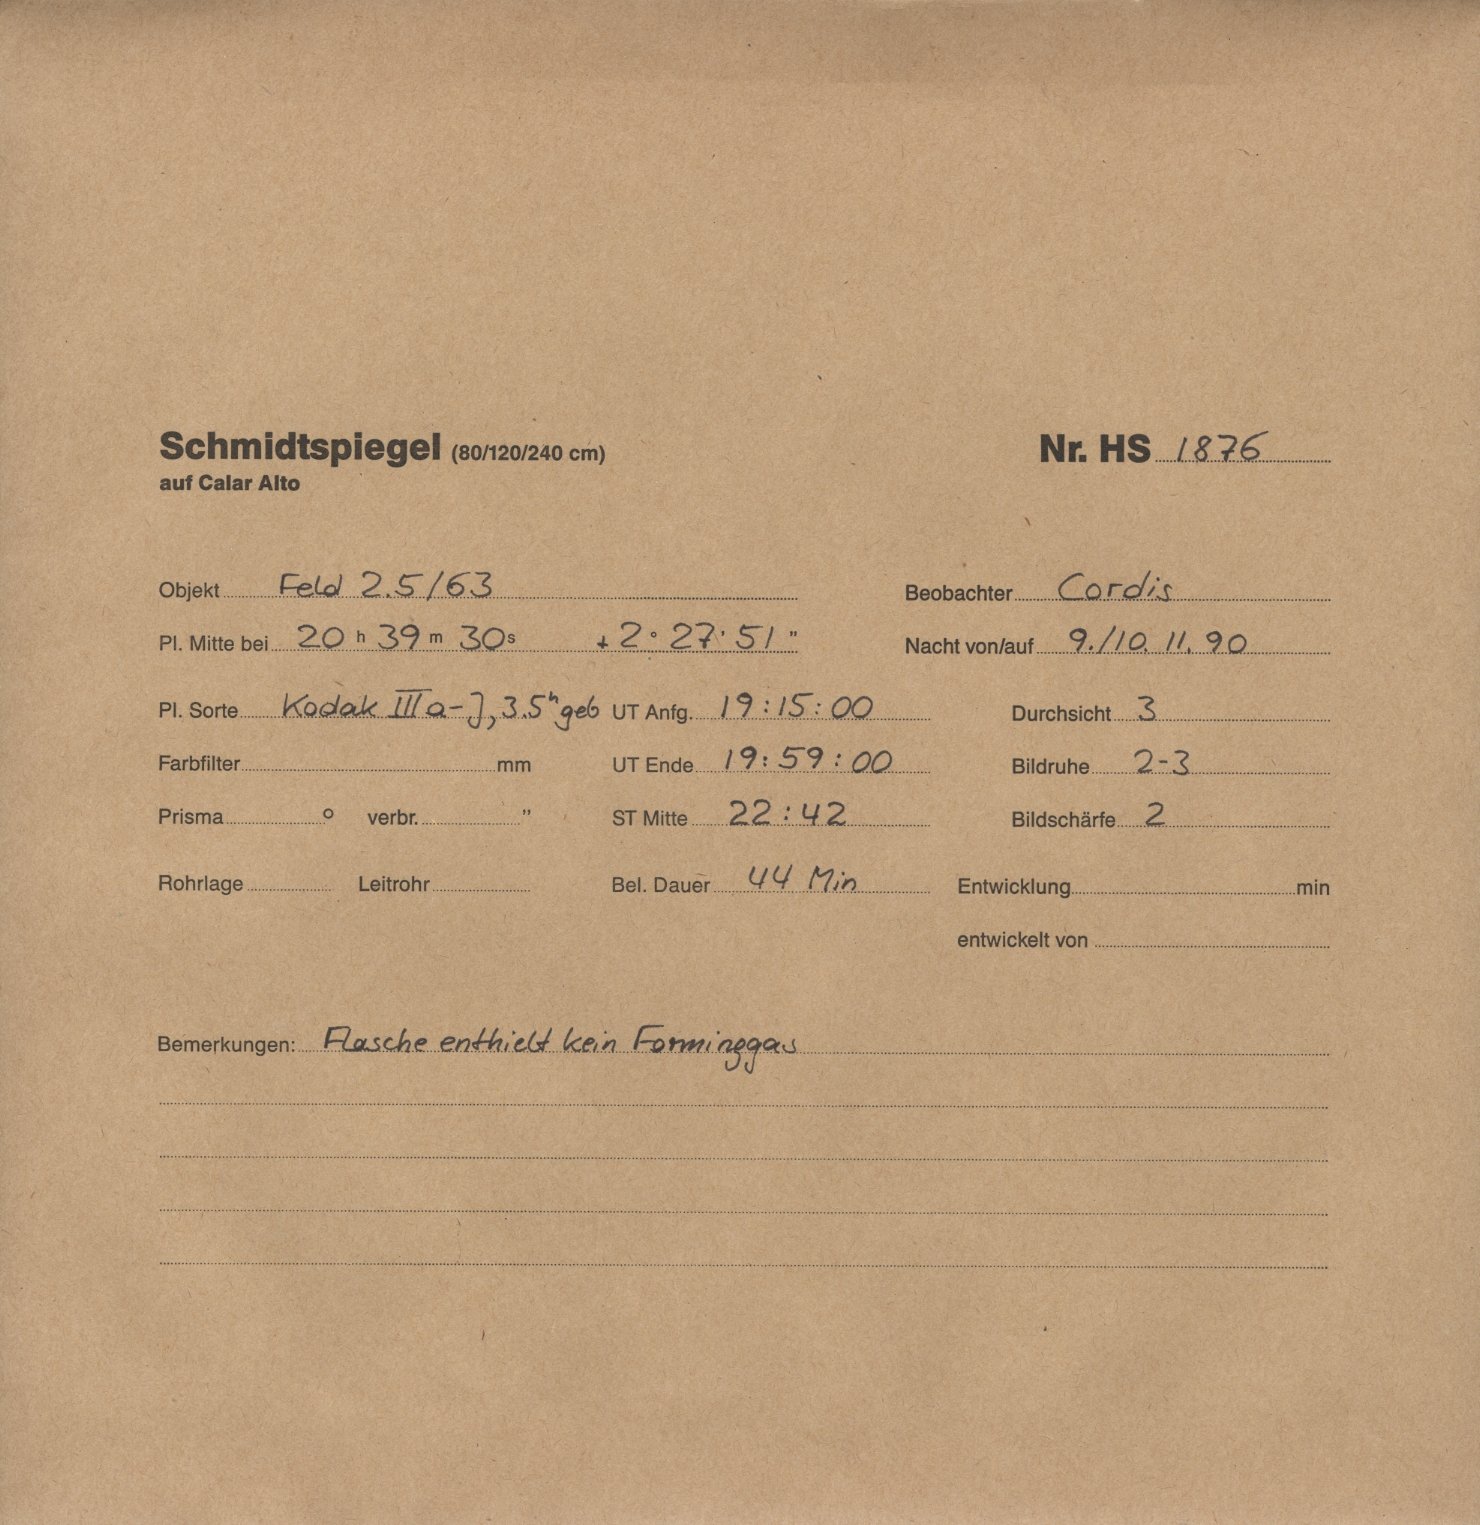 Schmidtspiegel (80/120/240 cm) Nr. HS 1876
auf Calar Alto
Objekt Feld 2.5/63 Beobachter Cordis
Pl. Mitte bei 20 h 39 m 30 s + 2 ° 27 ' 51 " Nacht von/auf 9./10. 11. 90
Pl. Sorte Kodak IIIa-J, 3.5h geb UT Anfg. 19:15:00 Durchsicht 3
Farbfilter mm UT Ende 19:59:00 Bildruhe 2-3
Prisma ° verbr. " ST Mitte 22:42 Bildschärfe 2
Rohrlage Leitrohr Bel. Dauer 44 Min Entwicklung min
entwickelt von
Bemerkungen: Flasche enthielt kein Forminggas